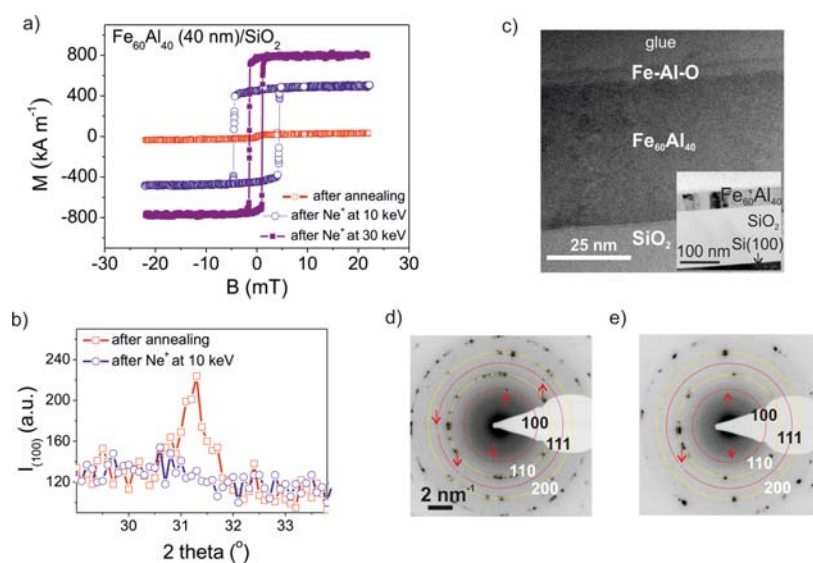 a)
Fe60Al40 (40 nm)/SiO2
800
400
0
-400
-800
M (kA m-1)
after annealing
after Ne+ at 10 keV
after Ne+ at 30 keV
-30
-20
-10
0
10
20
30
B (mT)
b)
after annealing
after Ne+ at 10 keV
240
200
160
120
I(100) (a.u.)
30
31
32
33
2 theta (o)
c)
glue
Fe-Al-O
Fe60Al40
SiO2
25 nm
Fe60Al40
SiO2
Si(100)
100 nm
d)
100
111
110
200
2 nm-1
e)
100
111
110
200